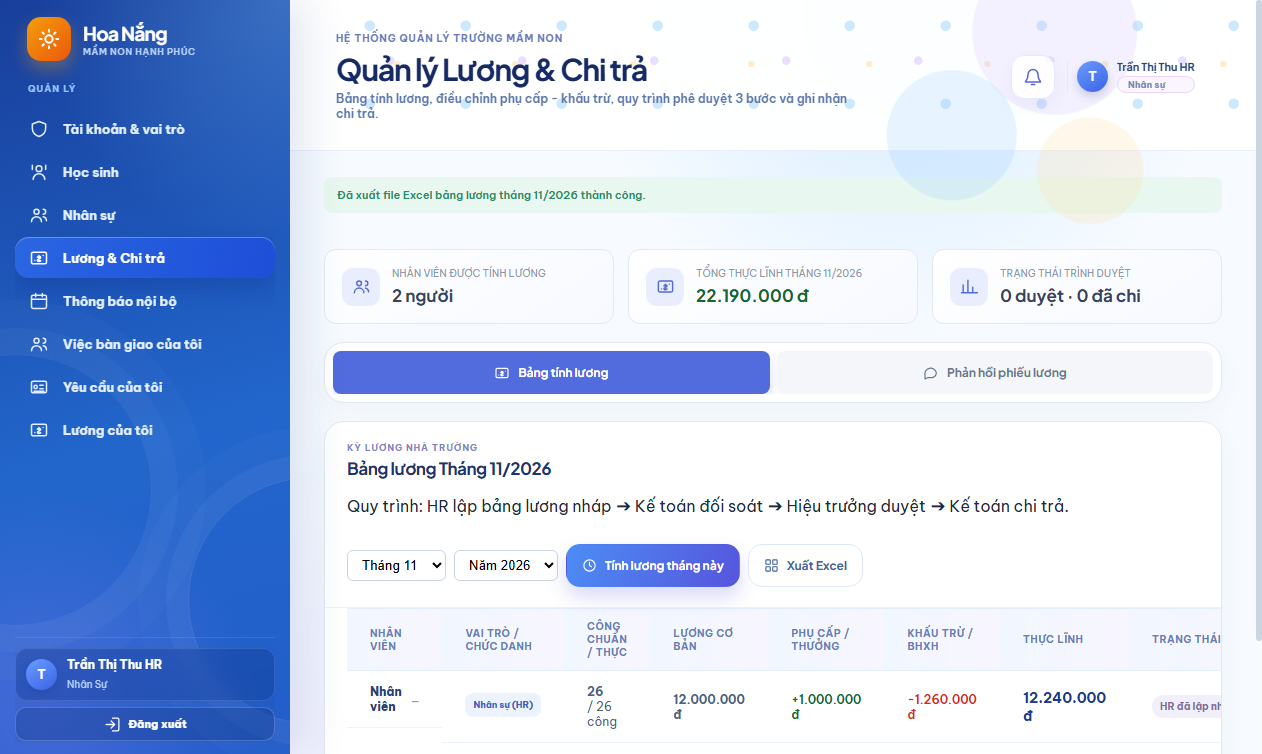 Hoa Nắng
MẦM NON HẠNH PHÚC
QUẢN LÝ
Tài khoản & vai trò
Học sinh
Nhân sự
Lương & Chi trả
Thông báo nội bộ
Việc bàn giao của tôi
Yêu cầu của tôi
Lương của tôi
T
Trần Thị Thu HR
Nhân Sự
Đăng xuất
HỆ THỐNG QUẢN LÝ TRƯỜNG MẦM NON
Quản lý Lương & Chi trả
Bảng tính lương, điều chỉnh phụ cấp - khấu trừ, quy trình phê duyệt 3 bước và ghi nhận
chi trả.
T
Trần Thị Thu HR
Nhân sự
Đã xuất file Excel bảng lương tháng 11/2026 thành công.
NHÂN VIÊN ĐƯỢC TÍNH LƯƠNG
2 người
TỔNG THỰC LĨNH THÁNG 11/2026
22.190.000 đ
TRẠNG THÁI TRÌNH DUYỆT
0 duyệt · 0 đã chi
Bảng tính lương
Phản hồi phiếu lương
KỲ LƯƠNG NHÀ TRƯỜNG
Bảng lương Tháng 11/2026
Quy trình: HR lập bảng lương nháp ➔ Kế toán đối soát ➔ Hiệu trưởng duyệt ➔ Kế toán chi trả.
Tháng 11
Năm 2026
Tính lương tháng này
Xuất Excel
NHÂN
VIÊN
VAI TRÒ /
CHỨC DANH
CÔNG
CHUẨN
/ THỰC
LƯƠNG CƠ
BẢN
PHỤ CẤP /
THƯỞNG
KHẤU TRỪ /
BHXH
THỰC LĨNH
TRẠNG THÁI
Nhân
viên
–
Nhân sự (HR)
26
/ 26
công
12.000.000
đ
+1.000.000
đ
-1.260.000
đ
12.240.000
đ
HR đã lập nh